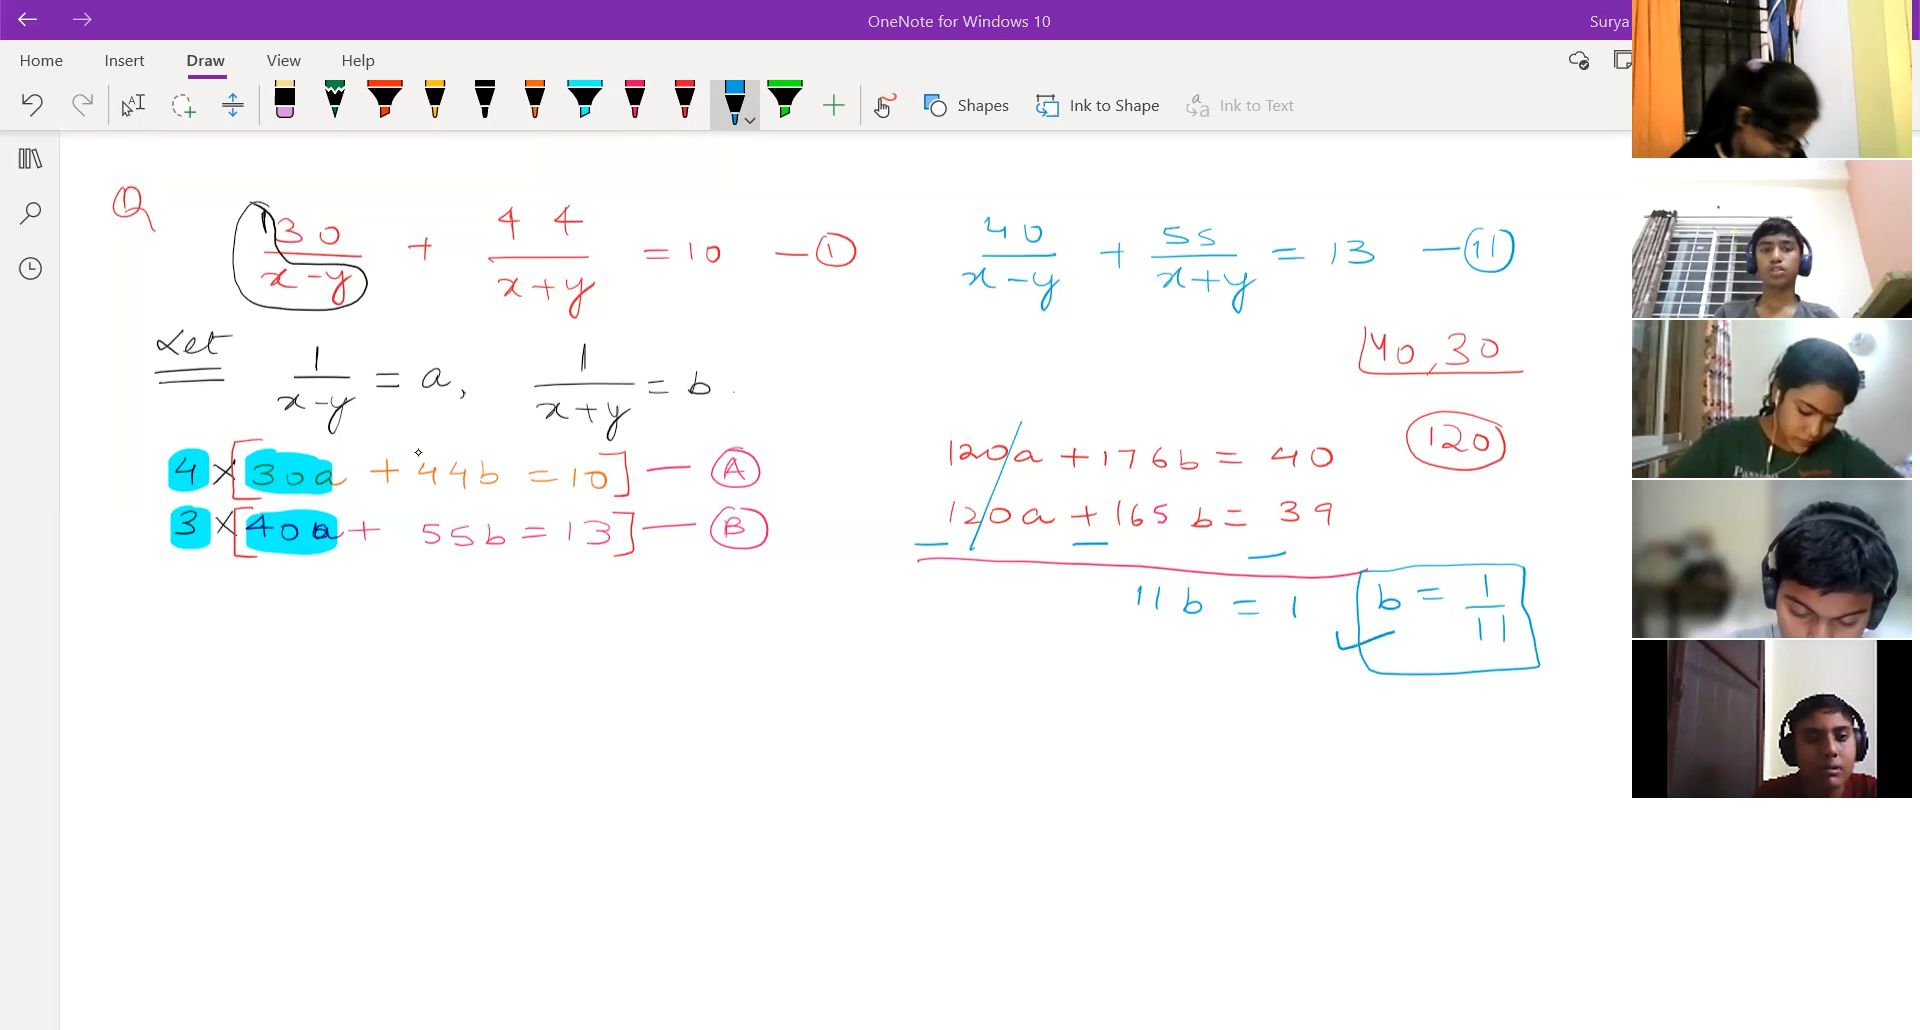 OneNote for Windows 10
Surya
Home Insert Draw View Help
Shapes Ink to Shape Ink to Text
Q
30/(x-y) + 44/(x+y) = 10 — ①
40/(x-y) + 55/(x+y) = 13 — (11)
Let
1/(x-y) = a, 1/(x+y) = b.
40, 30
120
4 × [30a + 44b = 10] — Ⓐ
3 × [40a + 55b = 13] — Ⓑ
120a + 176b = 40
120a + 165b = 39
11b = 1
b = 1/11